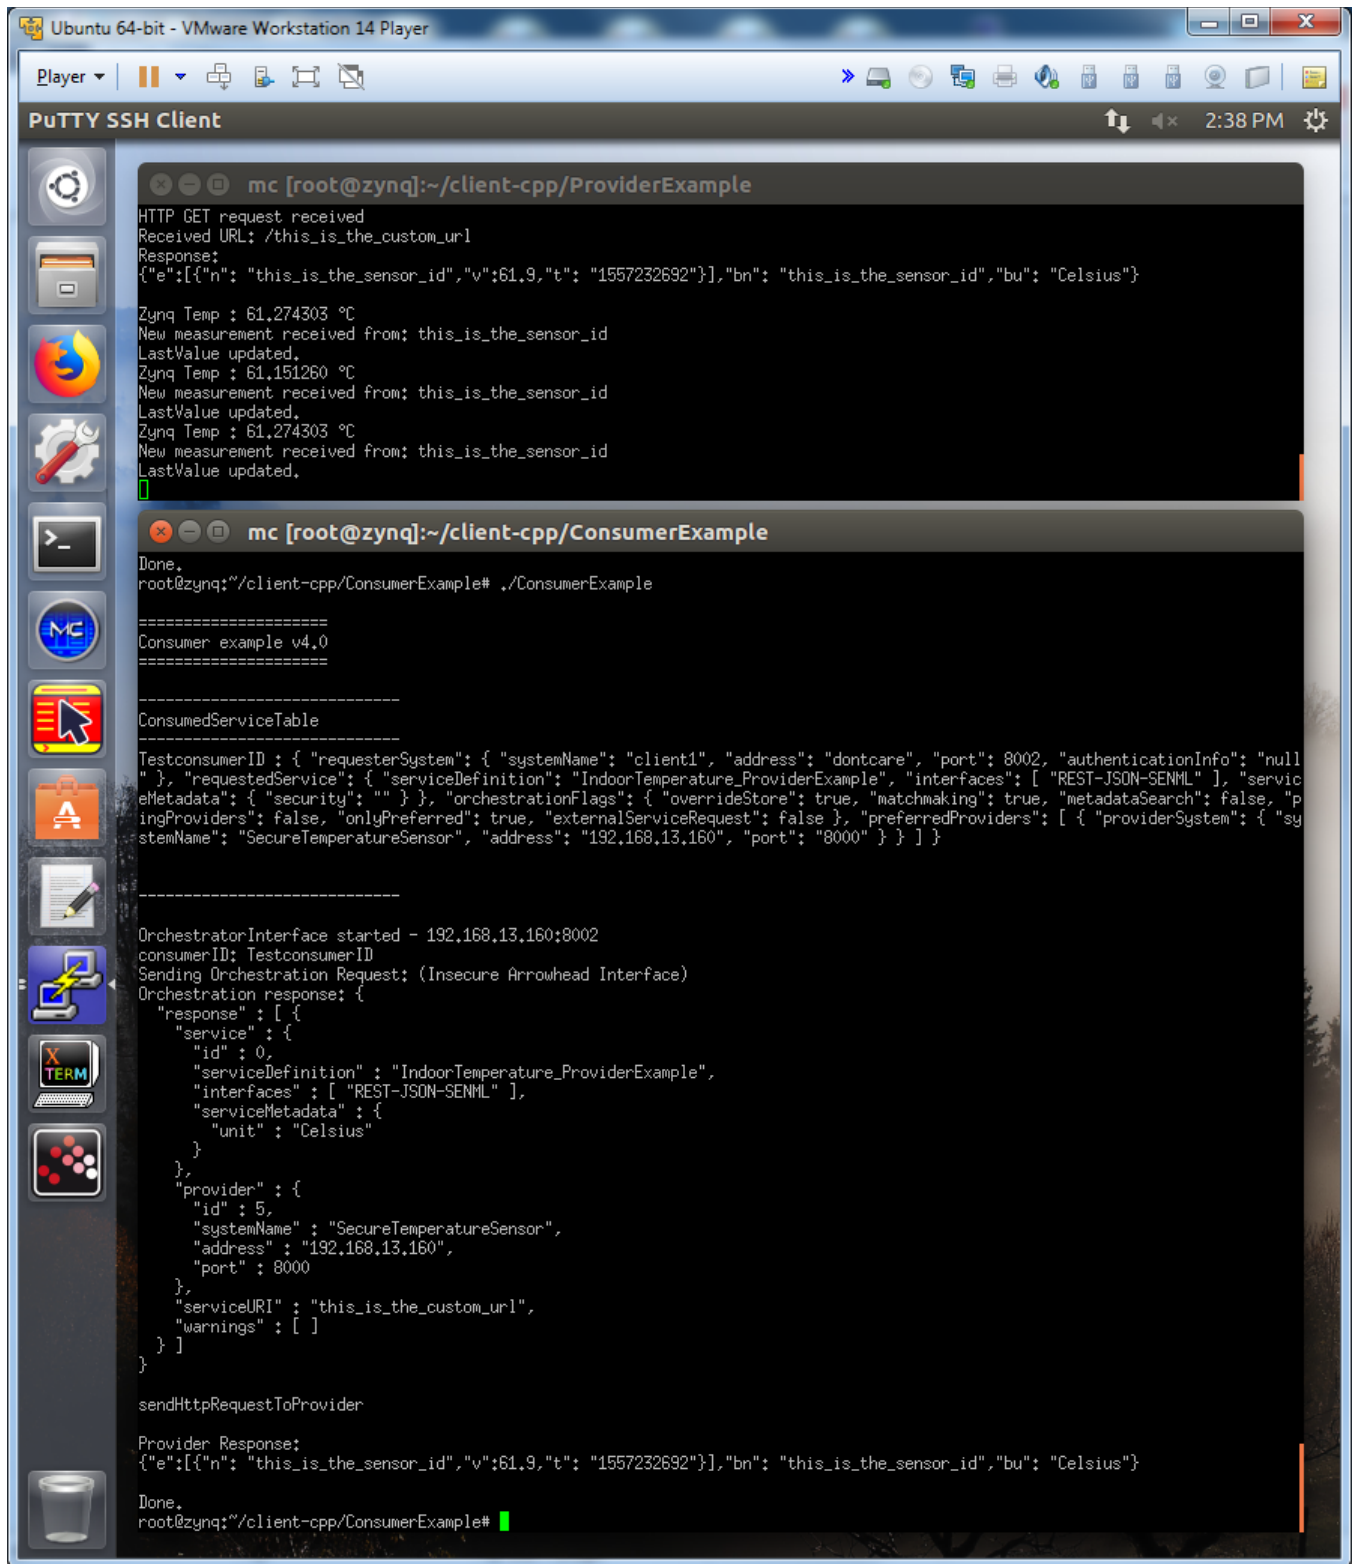 Ubuntu 64-bit - VMware Workstation 14 Player
Player
PuTTY SSH Client
2:38 PM
mc [root@zynq]:~/client-cpp/ProviderExample
HTTP GET request received
Received URL: /this_is_the_custom_url
Response:
{"e":[{"n": "this_is_the_sensor_id","v":61.9,"t": "1557232692"}],"bn": "this_is_the_sensor_id","bu": "Celsius"}
Zynq Temp : 61.274303 °C
New measurement received from: this_is_the_sensor_id
LastValue updated.
Zynq Temp : 61.151260 °C
New measurement received from: this_is_the_sensor_id
LastValue updated.
Zynq Temp : 61.274303 °C
New measurement received from: this_is_the_sensor_id
LastValue updated.
mc [root@zynq]:~/client-cpp/ConsumerExample
Done.
root@zynq:~/client-cpp/ConsumerExample# ./ConsumerExample
=====================
Consumer example v4.0
=====================
-----------------------------
ConsumedServiceTable
-----------------------------
TestconsumerID : { "requesterSystem": { "systemName": "client1", "address": "dontcare", "port": 8002, "authenticationInfo": "null
" }, "requestedService": { "serviceDefinition": "IndoorTemperature_ProviderExample", "interfaces": [ "REST-JSON-SENML" ], "servic
eMetadata": { "security": "" } }, "orchestrationFlags": { "overrideStore": true, "matchmaking": true, "metadataSearch": false, "p
ingProviders": false, "onlyPreferred": true, "externalServiceRequest": false }, "preferredProviders": [ { "providerSystem": { "sy
stemName": "SecureTemperatureSensor", "address": "192.168.13.160", "port": "8000" } } ] }
-----------------------------
OrchestratorInterface started - 192.168.13.160:8002
consumerID: TestconsumerID
Sending Orchestration Request: (Insecure Arrowhead Interface)
Orchestration response: {
"response" : [ {
"service" : {
"id" : 0,
"serviceDefinition" : "IndoorTemperature_ProviderExample",
"interfaces" : [ "REST-JSON-SENML" ],
"serviceMetadata" : {
"unit" : "Celsius"
}
},
"provider" : {
"id" : 5,
"systemName" : "SecureTemperatureSensor",
"address" : "192.168.13.160",
"port" : 8000
},
"serviceURI" : "this_is_the_custom_url",
"warnings" : [ ]
} ]
}
sendHttpRequestToProvider
Provider Response:
{"e":[{"n": "this_is_the_sensor_id","v":61.9,"t": "1557232692"}],"bn": "this_is_the_sensor_id","bu": "Celsius"}
Done.
root@zynq:~/client-cpp/ConsumerExample#
>_
MC
A
X
TERM